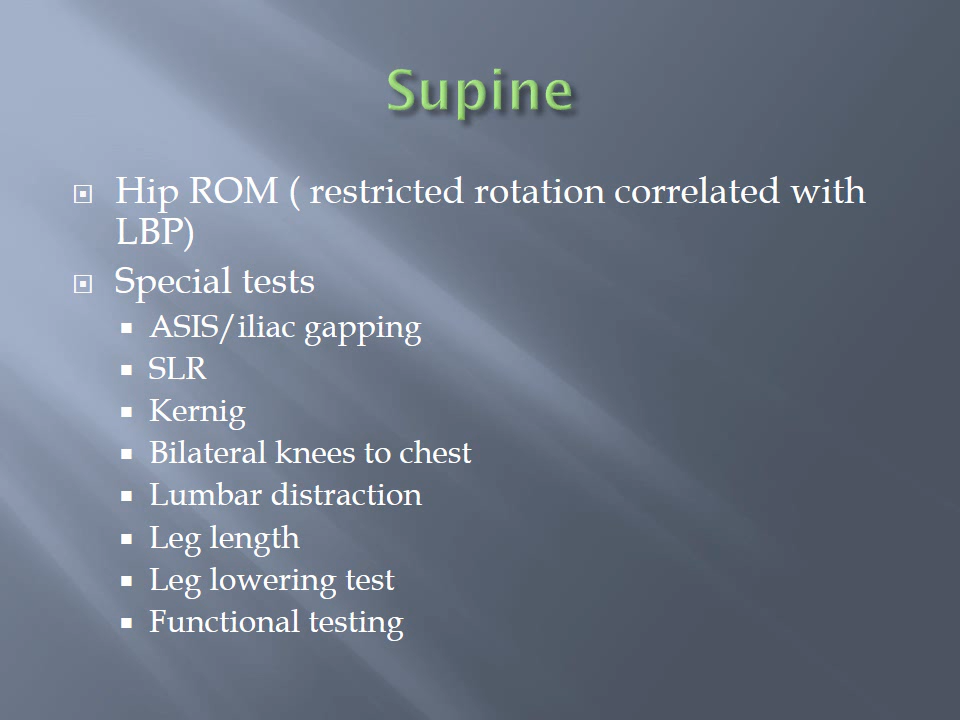 Supine
Hip ROM ( restricted rotation correlated with
LBP)
Special tests
ASIS/iliac gapping
SLR
Kernig
Bilateral knees to chest
Lumbar distraction
Leg length
Leg lowering test
Functional testing